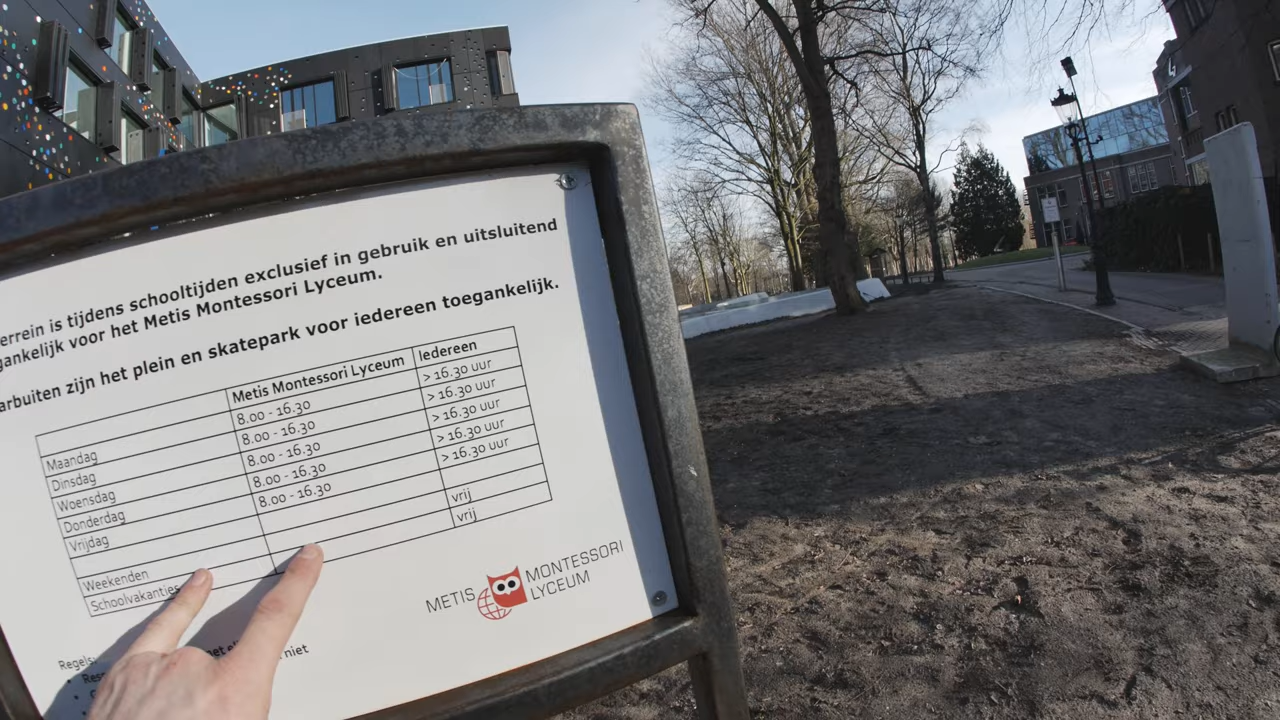 errein is tijdens schooltijden exclusief in gebruik en uitsluitend
gankelijk voor het Metis Montessori Lyceum.
arbuiten zijn het plein en skatepark voor iedereen toegankelijk.
Metis Montessori Lyceum Iedereen
Maandag 8.00 - 16.30 > 16.30 uur
Dinsdag 8.00 - 16.30 > 16.30 uur
Woensdag 8.00 - 16.30 > 16.30 uur
Donderdag 8.00 - 16.30 > 16.30 uur
Vrijdag 8.00 - 16.30 > 16.30 uur
Weekenden vrij
Schoolvakanties vrij
METIS MONTESSORI
LYCEUM
Regels:
niet